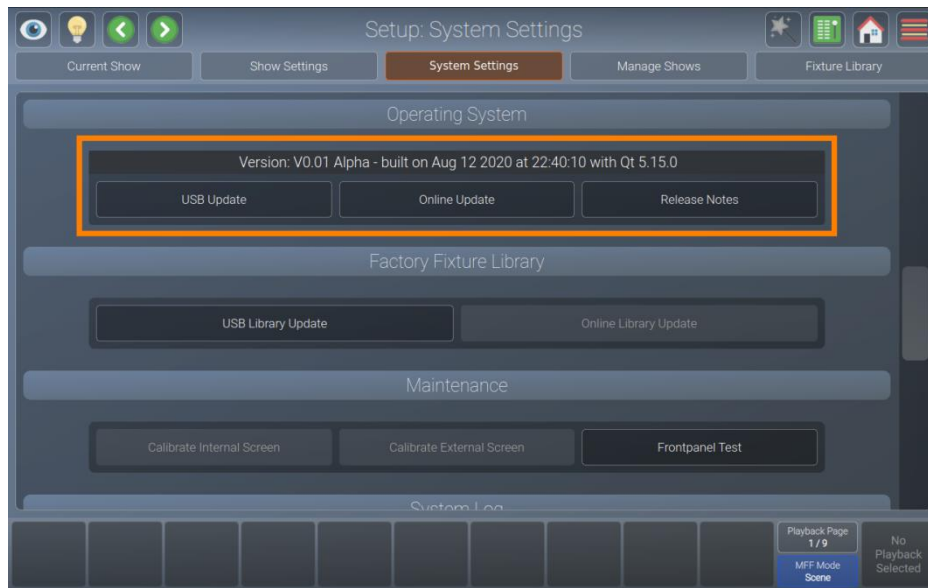 Setup: System Settings
Current Show
Show Settings
System Settings
Manage Shows
Fixture Library
Operating System
Version: V0.01 Alpha - built on Aug 12 2020 at 22:40:10 with Qt 5.15.0
USB Update
Online Update
Release Notes
Factory Fixture Library
USB Library Update
Online Library Update
Maintenance
Calibrate Internal Screen
Calibrate External Screen
Frontpanel Test
System Log
Playback Page
1 / 9
MFF Mode
Scene
No
Playback
Selected